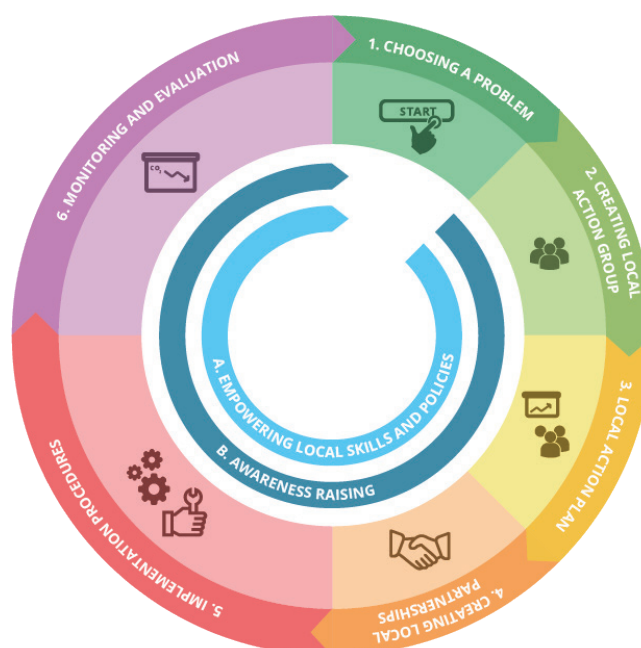 1. CHOOSING A PROBLEM
START
2. CREATING LOCAL
ACTION GROUP
3. LOCAL ACTION PLAN
4. CREATING LOCAL
PARTNERSHIPS
5. IMPLEMENTATION PROCEDURES
6. MONITORING AND EVALUATION
CO₂
A. EMPOWERING LOCAL SKILLS AND POLICIES
B. AWARENESS RAISING